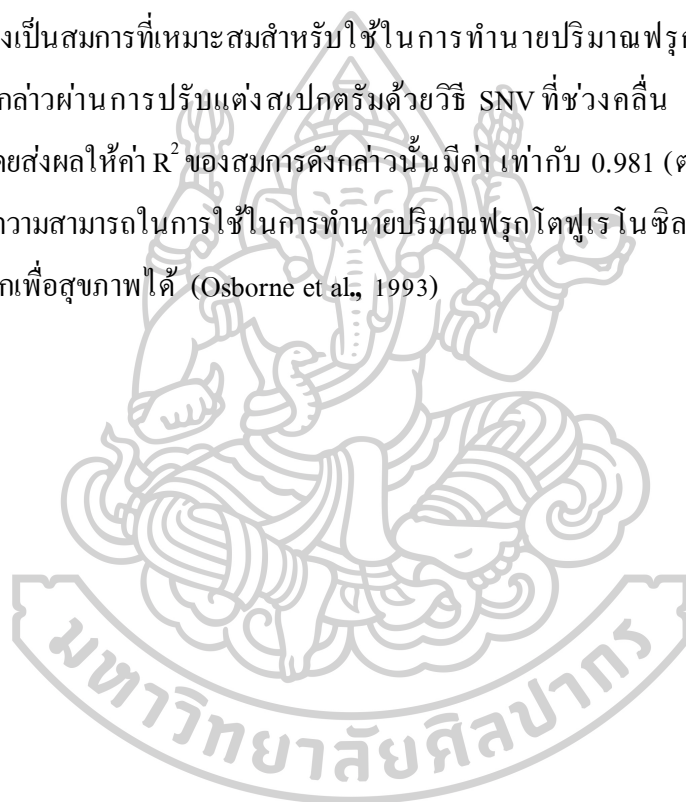 งเป็นสมการที่เหมาะสมสำหรับใช้ในการทำนายปริมาณฟรุก
กล่าวผ่านการปรับแต่งสเปกตรัมด้วยวิธี SNV ที่ช่วงคลื่น
ดยส่งผลให้ค่า R² ของสมการดังกล่าวนั้นมีค่า เท่ากับ 0.981 (ต
าวามสามารถในการใช้ในการทำนายปริมาณฟรุกโตฟูเรโนซิล
กเพื่อสุขภาพได้ (Osborne et al., 1993)
มหาวิทยาลัยศิลปากร